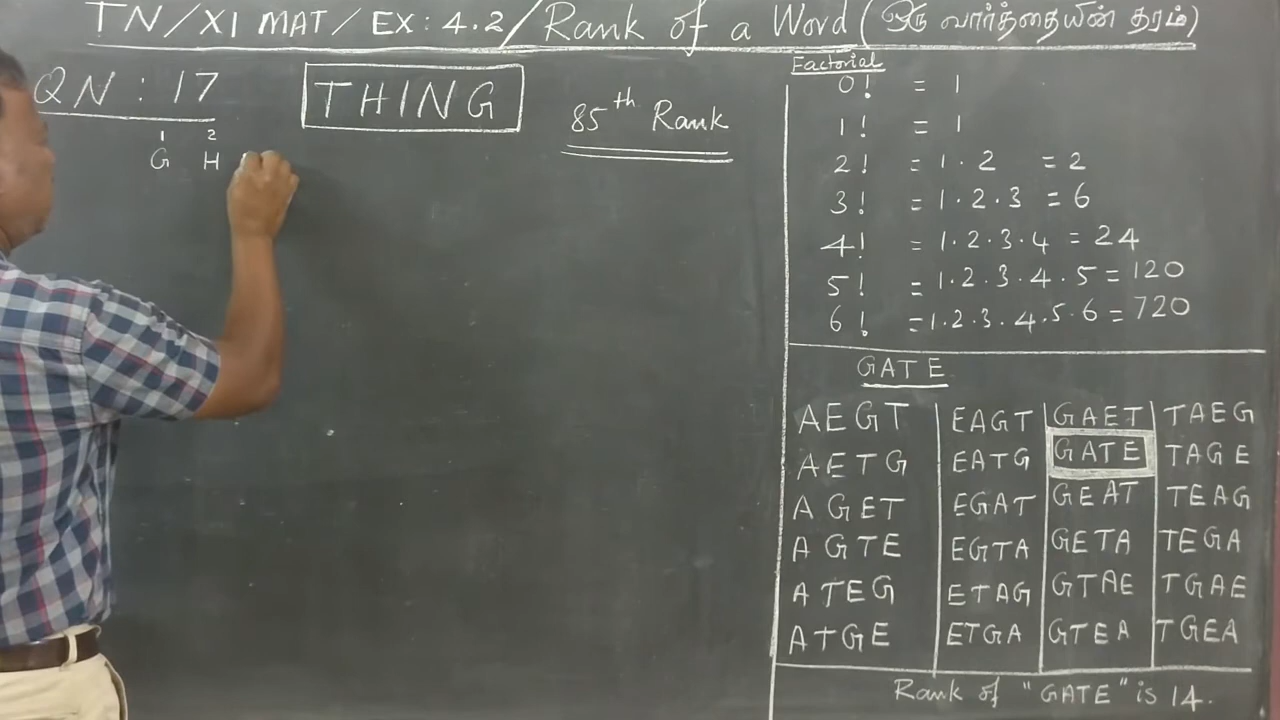 TN/XI MAT/EX: 4.2/Rank of a Word (ஒரு வார்த்தையின் தரம்)
QN : 17
THING
85th Rank
1 2
G H
Factorial
0! = 1
1! = 1
2! = 1.2 = 2
3! = 1.2.3 = 6
4! = 1.2.3.4 = 24
5! = 1.2.3.4.5 = 120
6! = 1.2.3.4.5.6 = 720
GATE
AEGT EAGT GAET TAEG
AETG EATG GATE TAGE
AGET EGAT GEAT TEAG
AGTE EGTA GETA TEGA
ATEG ETAG GTAE TGAE
ATGE ETGA GTEA TGEA
Rank of "GATE" is 14.